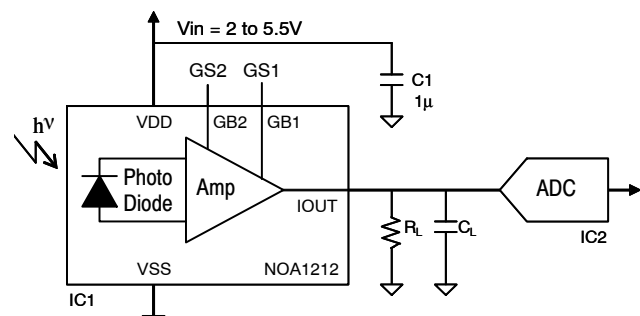 Vin = 2 to 5.5V
GS2 GS1
C1
1µ
hν
VDD
GB2
GB1
Photo
Diode
Amp
IOUT
ADC
RL
CL
IC2
VSS
NOA1212
IC1